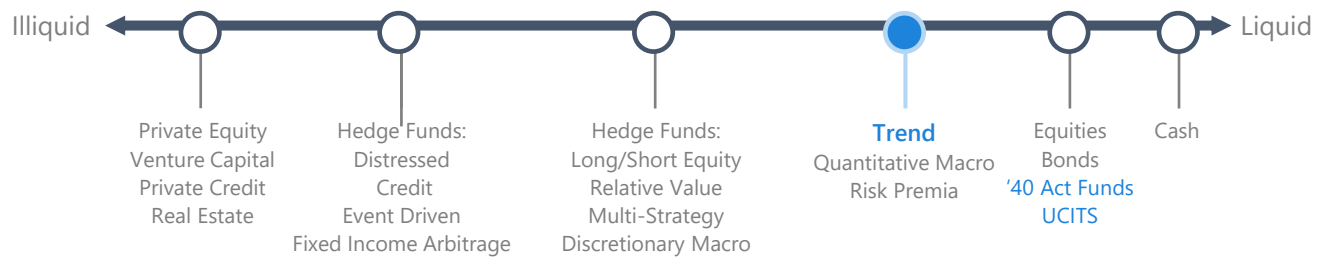 Illiquid
Liquid
Private Equity
Venture Capital
Private Credit
Real Estate
Hedge Funds:
Distressed
Credit
Event Driven
Fixed Income Arbitrage
Hedge Funds:
Long/Short Equity
Relative Value
Multi-Strategy
Discretionary Macro
Trend
Quantitative Macro
Risk Premia
Equities
Bonds
’40 Act Funds
UCITS
Cash